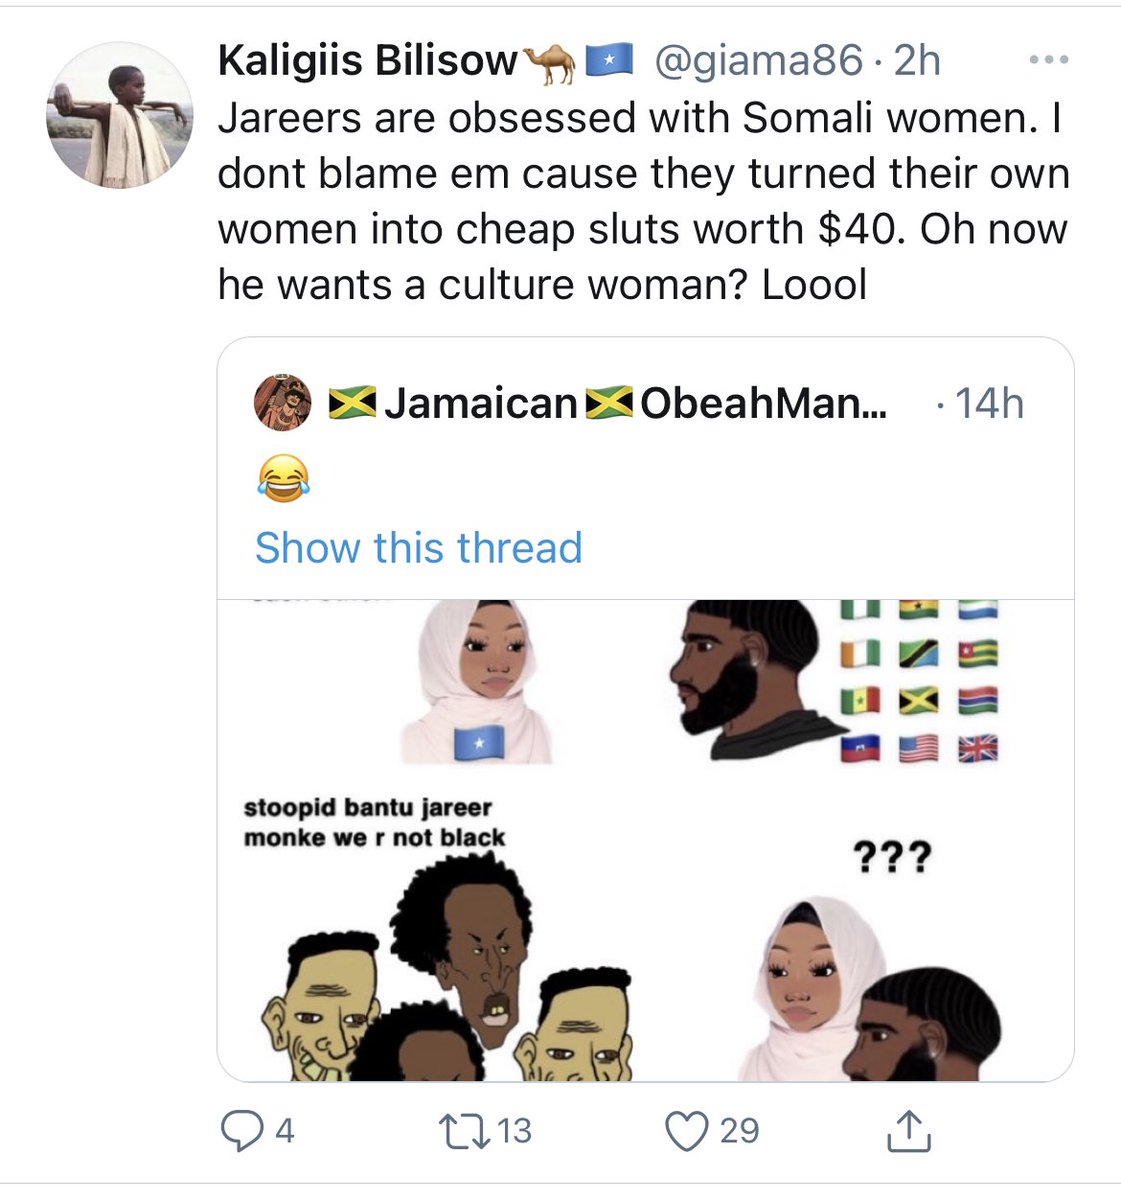 Kaligiis Bilisow🐪🇸🇴 @giama86 · 2h
Jareers are obsessed with Somali women. I
dont blame em cause they turned their own
women into cheap sluts worth $40. Oh now
he wants a culture woman? Loool
🇯🇲Jamaican🇯🇲ObeahMan... · 14h
😂
Show this thread
stoopid bantu jareer
monke we r not black
???
4 13 29